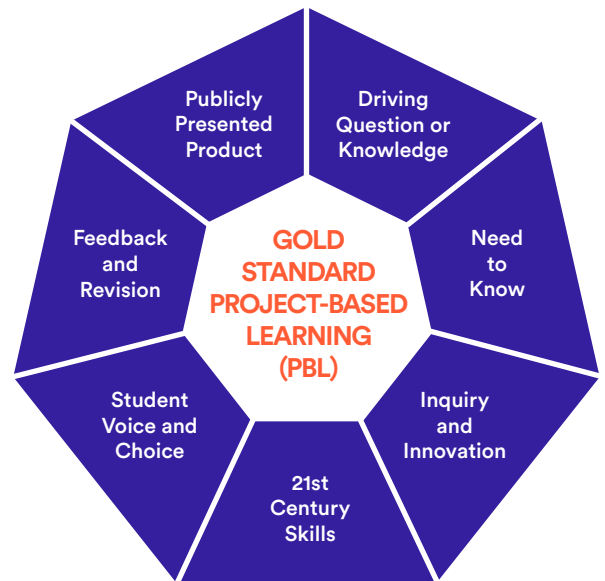 GOLD
STANDARD
PROJECT-BASED
LEARNING
(PBL)
Driving
Question or
Knowledge
Need
to
Know
Inquiry
and
Innovation
21st
Century
Skills
Student
Voice and
Choice
Feedback
and
Revision
Publicly
Presented
Product